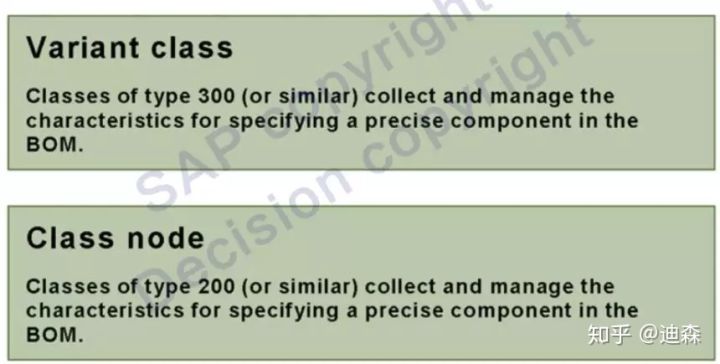 Variant class
Classes of type 300 (or similar) collect and manage the
characteristics for specifying a precise component in the
BOM.
SAP copyright
Decision copyright
Class node
Classes of type 200 (or similar) collect and manage the
characteristics for specifying a precise component in the
BOM.
知乎 @迪森